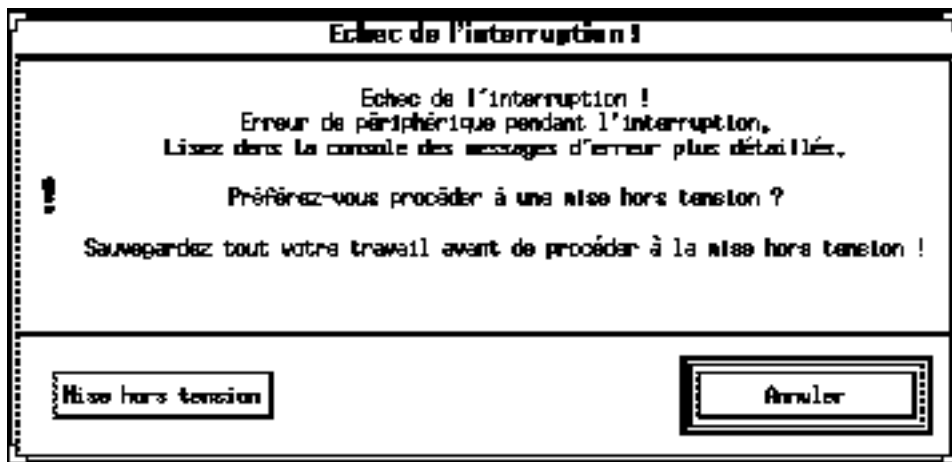 Echec de l'interruption !
Echec de l'interruption !
Erreur de périphérique pendant l'interruption.
Lisez dans la console des messages d'erreur plus détaillés.
Préférez-vous procéder à une mise hors tension ?
Sauvegardez tout votre travail avant de procéder à la mise hors tension !
Mise hors tension
Annuler